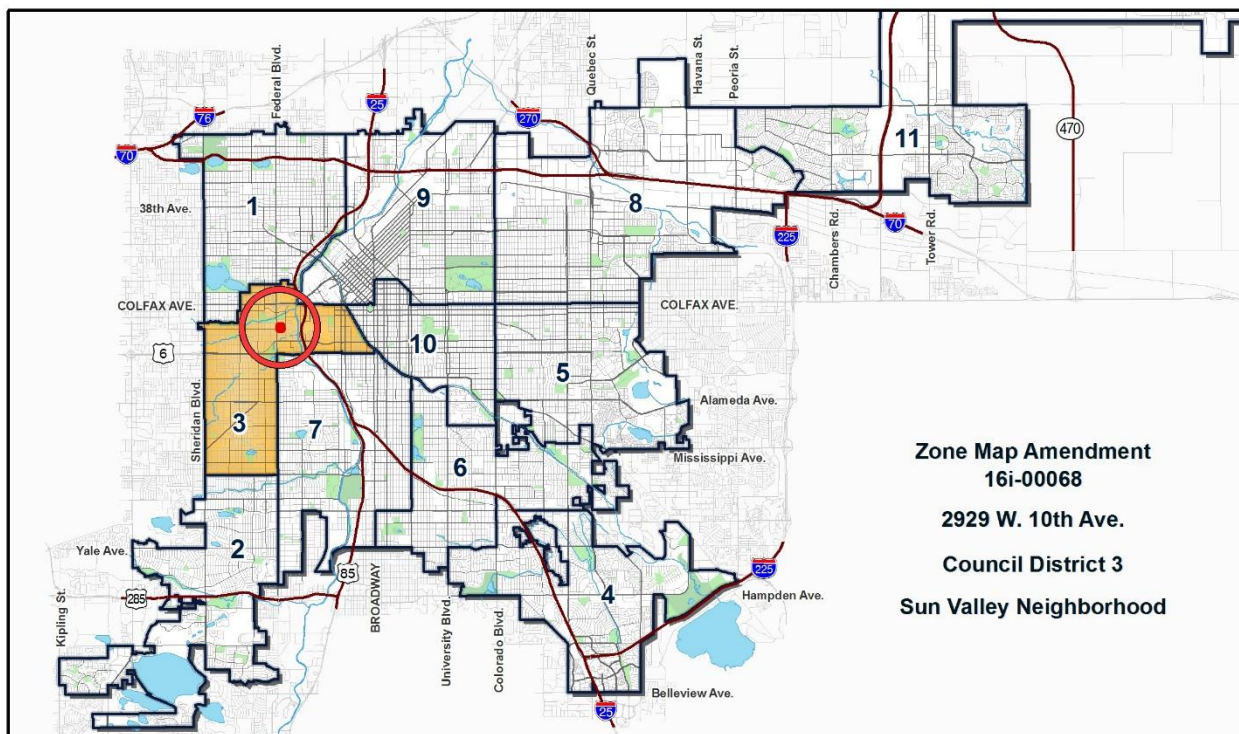 Federal Blvd.
Quebec St.
Havana St.
Peoria St.
76
25
270
70
470
11
38th Ave.
1
9
8
225
Chambers Rd.
70
Tower Rd.
COLFAX AVE.
COLFAX AVE.
6
10
5
Sheridan Blvd.
3
7
Alameda Ave.
6
Mississippi Ave.
Zone Map Amendment
16i-00068
2929 W. 10th Ave.
Council District 3
Sun Valley Neighborhood
Yale Ave.
2
85
225
285
Kipling St.
BROADWAY
University Blvd.
Colorado Blvd.
4
Hampden Ave.
Belleview Ave.
25